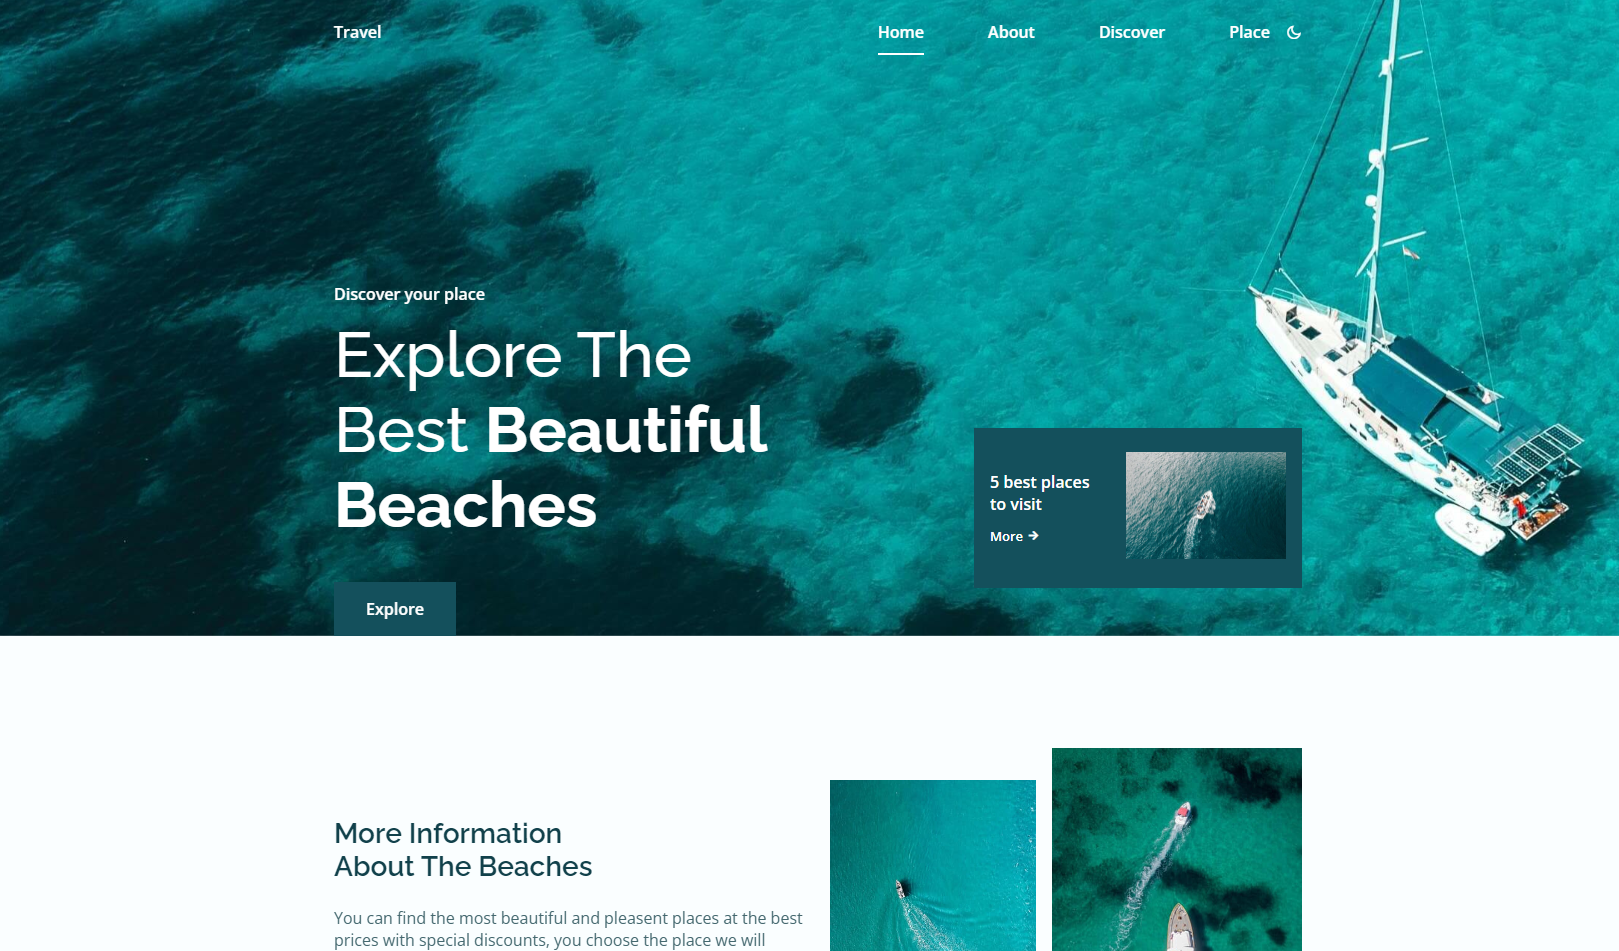 Travel
Home
About
Discover
Place
Discover your place
Explore The
Best Beautiful
Beaches
5 best places
to visit
More
Explore
More Information
About The Beaches
You can find the most beautiful and pleasent places at the best
prices with special discounts, you choose the place we will